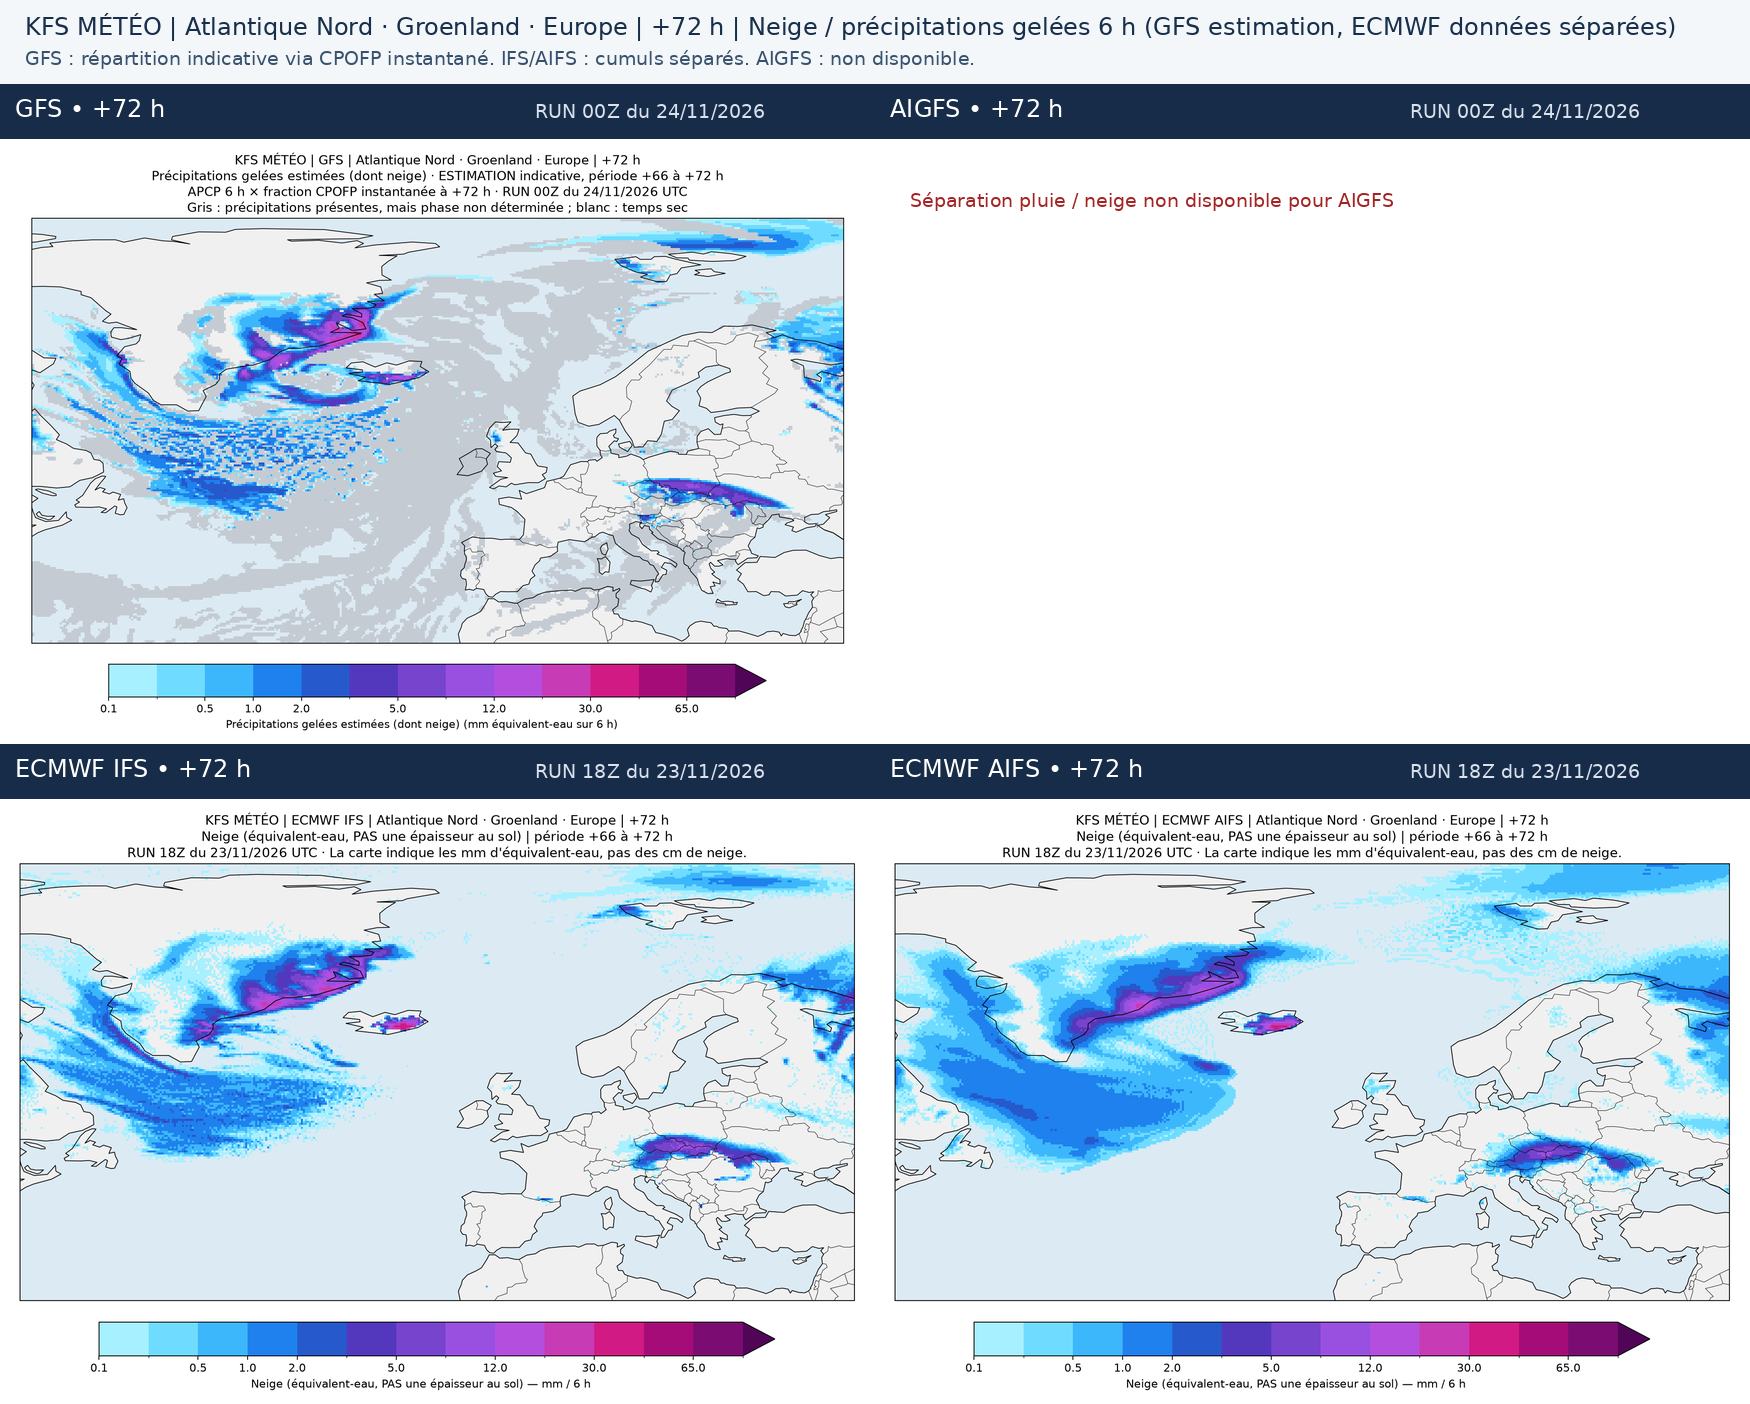 KFS MÉTÉO | Atlantique Nord · Groenland · Europe | +72 h | Neige / précipitations gelées 6 h (GFS estimation, ECMWF données séparées)
GFS : répartition indicative via CPOFP instantané. IFS/AIFS : cumuls séparés. AIGFS : non disponible.
GFS • +72 h
RUN 00Z du 24/11/2026
AIGFS • +72 h
RUN 00Z du 24/11/2026
KFS MÉTÉO | GFS | Atlantique Nord · Groenland · Europe | +72 h
Précipitations gelées estimées (dont neige) · ESTIMATION indicative, période +66 à +72 h
APCP 6 h × fraction CPOFP instantanée à +72 h · RUN 00Z du 24/11/2026 UTC
Gris : précipitations présentes, mais phase non déterminée ; blanc : temps sec
Séparation pluie / neige non disponible pour AIGFS
0.1 0.5 1.0 2.0 5.0 12.0 30.0 65.0
Précipitations gelées estimées (dont neige) (mm équivalent-eau sur 6 h)
ECMWF IFS • +72 h
RUN 18Z du 23/11/2026
ECMWF AIFS • +72 h
RUN 18Z du 23/11/2026
KFS MÉTÉO | ECMWF IFS | Atlantique Nord · Groenland · Europe | +72 h
Neige (équivalent-eau, PAS une épaisseur au sol) | période +66 à +72 h
RUN 18Z du 23/11/2026 UTC · La carte indique les mm d'équivalent-eau, pas des cm de neige.
KFS MÉTÉO | ECMWF AIFS | Atlantique Nord · Groenland · Europe | +72 h
Neige (équivalent-eau, PAS une épaisseur au sol) | période +66 à +72 h
RUN 18Z du 23/11/2026 UTC · La carte indique les mm d'équivalent-eau, pas des cm de neige.
0.1 0.5 1.0 2.0 5.0 12.0 30.0 65.0
Neige (équivalent-eau, PAS une épaisseur au sol) — mm / 6 h
0.1 0.5 1.0 2.0 5.0 12.0 30.0 65.0
Neige (équivalent-eau, PAS une épaisseur au sol) — mm / 6 h